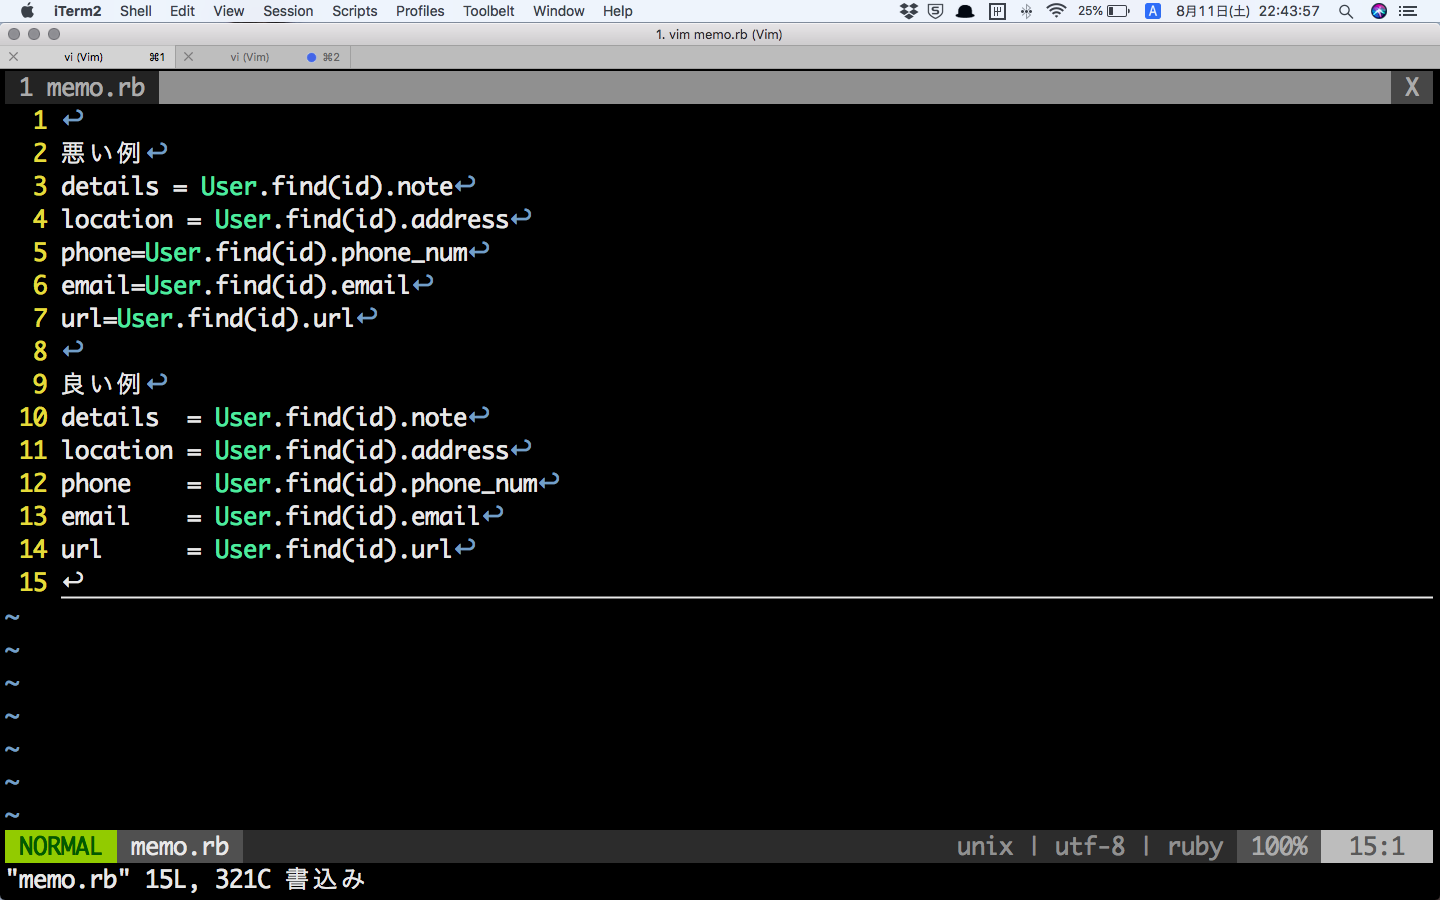 iTerm2 Shell Edit View Session Scripts Profiles Toolbelt Window Help 25% A 8月11日(土) 22:43:57
1. vim memo.rb (Vim)
vi (Vim) ⌘1 vi (Vim) ⌘2
1 memo.rb X
1 ↩
2 悪い例↩
3 details = User.find(id).note↩
4 location = User.find(id).address↩
5 phone=User.find(id).phone_num↩
6 email=User.find(id).email↩
7 url=User.find(id).url↩
8 ↩
9 良い例↩
10 details  = User.find(id).note↩
11 location = User.find(id).address↩
12 phone    = User.find(id).phone_num↩
13 email    = User.find(id).email↩
14 url      = User.find(id).url↩
15 ↩
~
~
~
~
~
~
~
NORMAL memo.rb unix | utf-8 | ruby 100% 15:1
"memo.rb" 15L, 321C 書込み